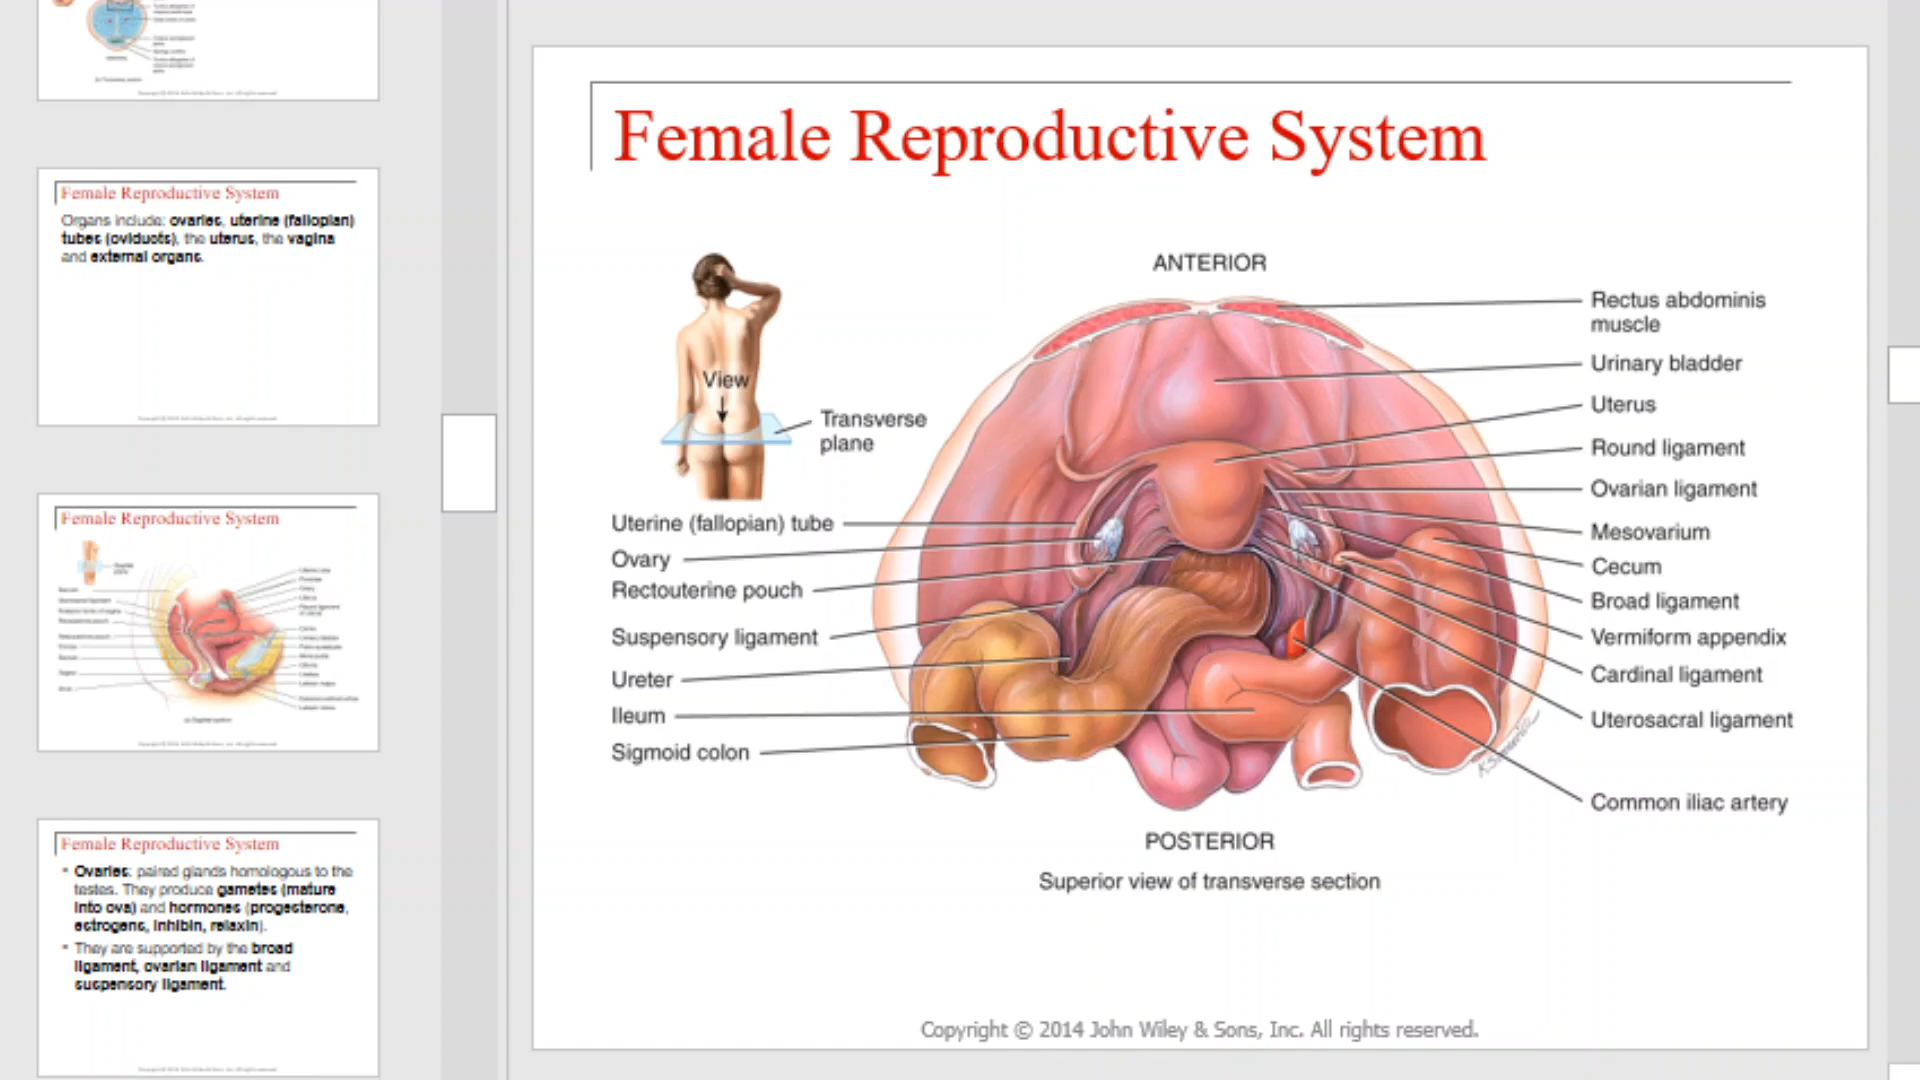 Female Reproductive System
Organs include: ovaries, uterine (fallopian)
tubes (oviducts), the uterus, the vagina
and external organs.
Female Reproductive System
Female Reproductive System
Ovaries: paired glands homologous to the
testes. They produce gametes (mature
into ova) and hormones (progesterone,
estrogens, inhibin, relaxin).
They are supported by the broad
ligament, ovarian ligament and
suspensory ligament.
Female Reproductive System
ANTERIOR
View
Transverse
plane
Uterine (fallopian) tube
Ovary
Rectouterine pouch
Suspensory ligament
Ureter
Ileum
Sigmoid colon
Rectus abdominis
muscle
Urinary bladder
Uterus
Round ligament
Ovarian ligament
Mesovarium
Cecum
Broad ligament
Vermiform appendix
Cardinal ligament
Uterosacral ligament
Common iliac artery
POSTERIOR
Superior view of transverse section
Copyright © 2014 John Wiley & Sons, Inc. All rights reserved.